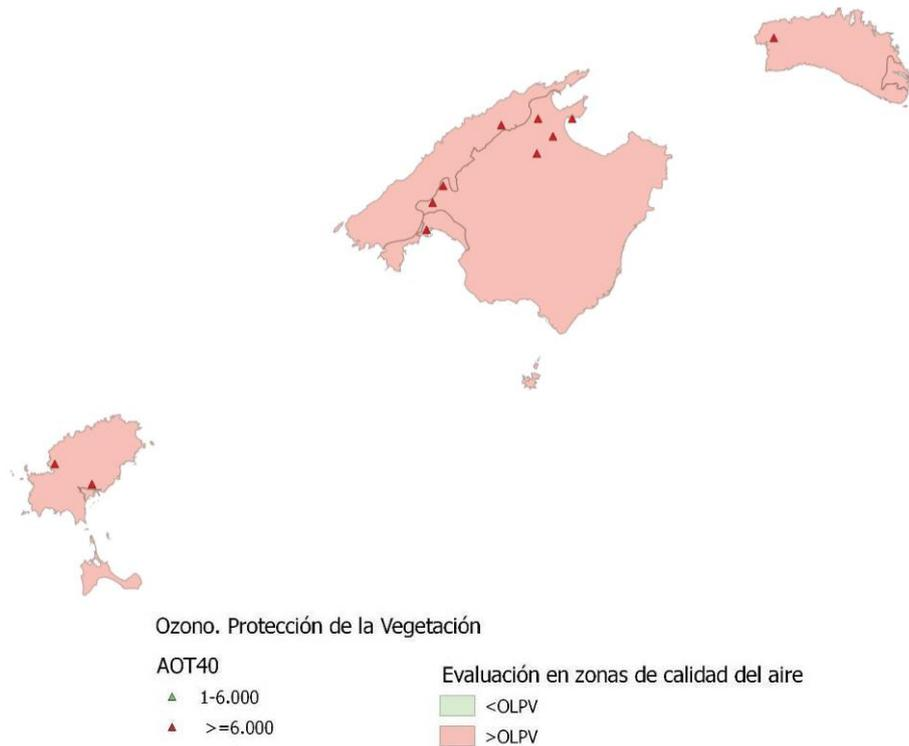 Ozono. Protección de la Vegetación
AOT40
1-6.000
>=6.000
Evaluación en zonas de calidad del aire
<OLPV
>OLPV